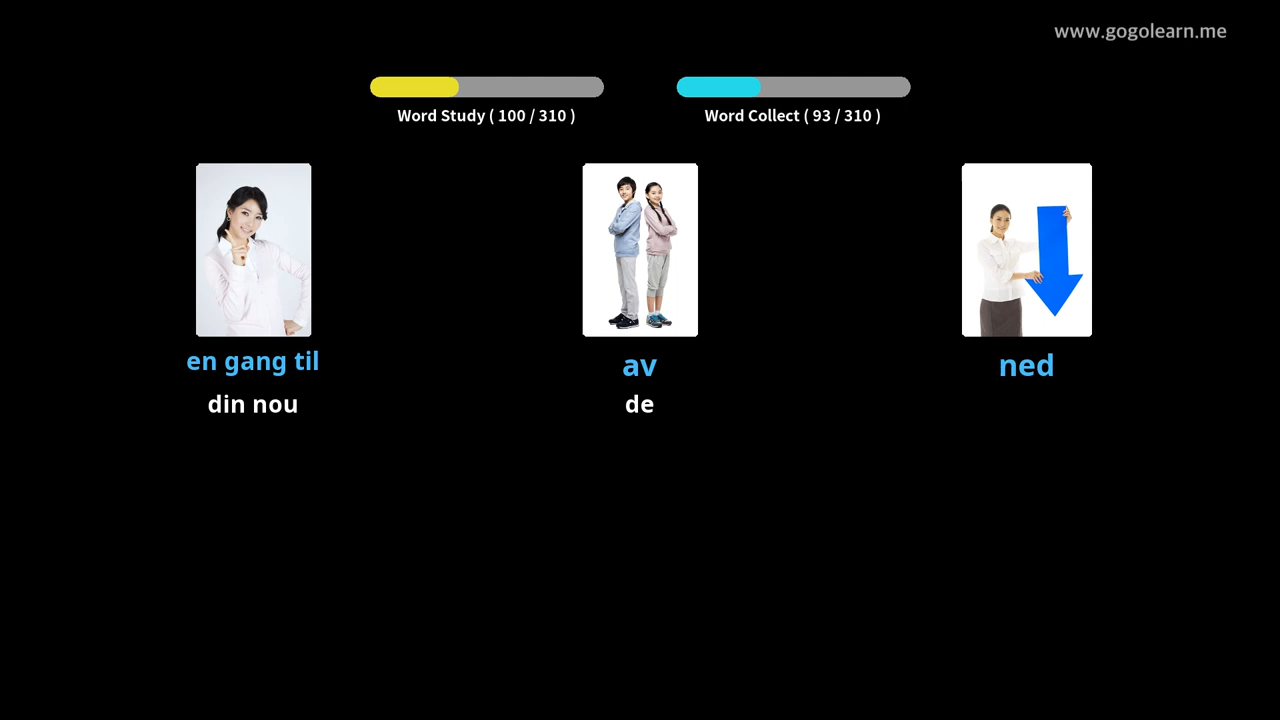 www.gogolearn.me
Word Study ( 100 / 310 )
Word Collect ( 93 / 310 )
en gang til
av
ned
din nou
de